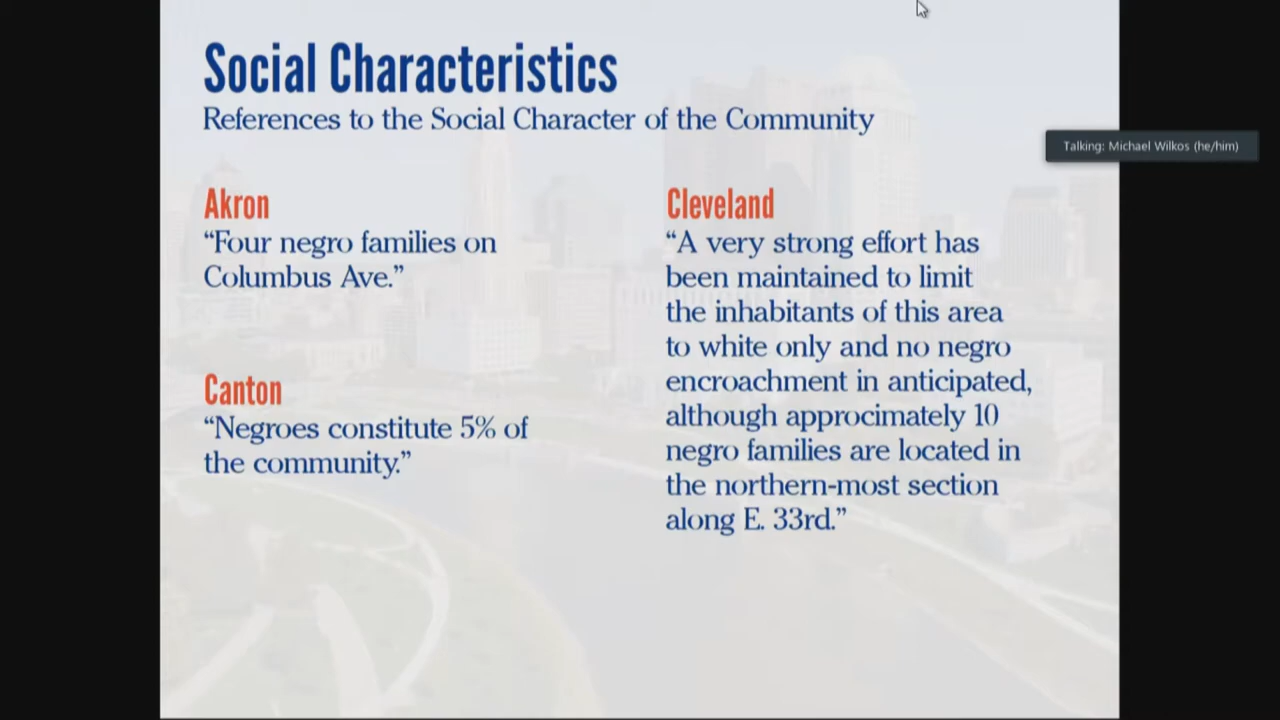 Social Characteristics
References to the Social Character of the Community
Talking: Michael Wilkos (he/him)
Akron
“Four negro families on
Columbus Ave.”
Canton
“Negroes constitute 5% of
the community.”
Cleveland
“A very strong effort has
been maintained to limit
the inhabitants of this area
to white only and no negro
encroachment in anticipated,
although approcimately 10
negro families are located in
the northern-most section
along E. 33rd.”